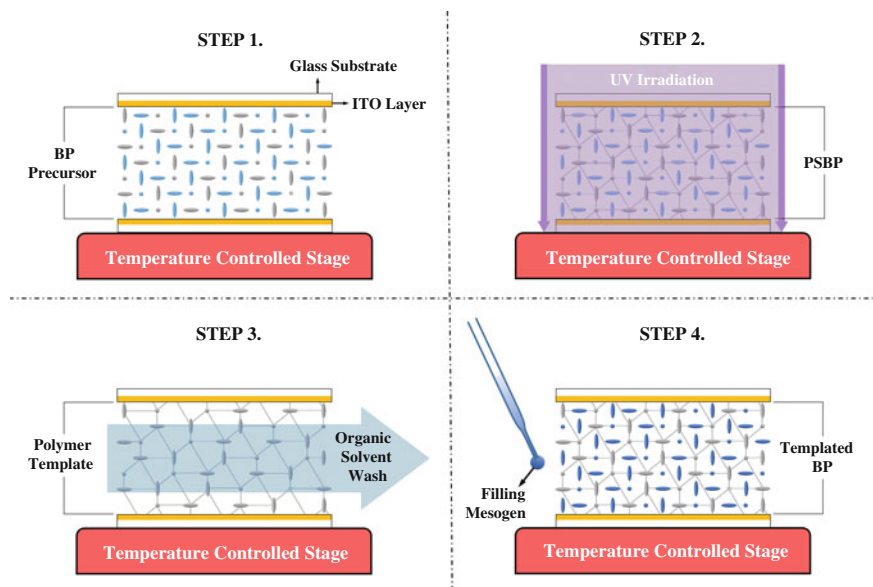 STEP 1.
Glass Substrate
ITO Layer
BP
Precursor
Temperature Controlled Stage
STEP 2.
UV Irradiation
PSBP
Temperature Controlled Stage
STEP 3.
Polymer
Template
Organic
Solvent
Wash
Temperature Controlled Stage
STEP 4.
Filling
Mesogen
Templated
BP
Temperature Controlled Stage